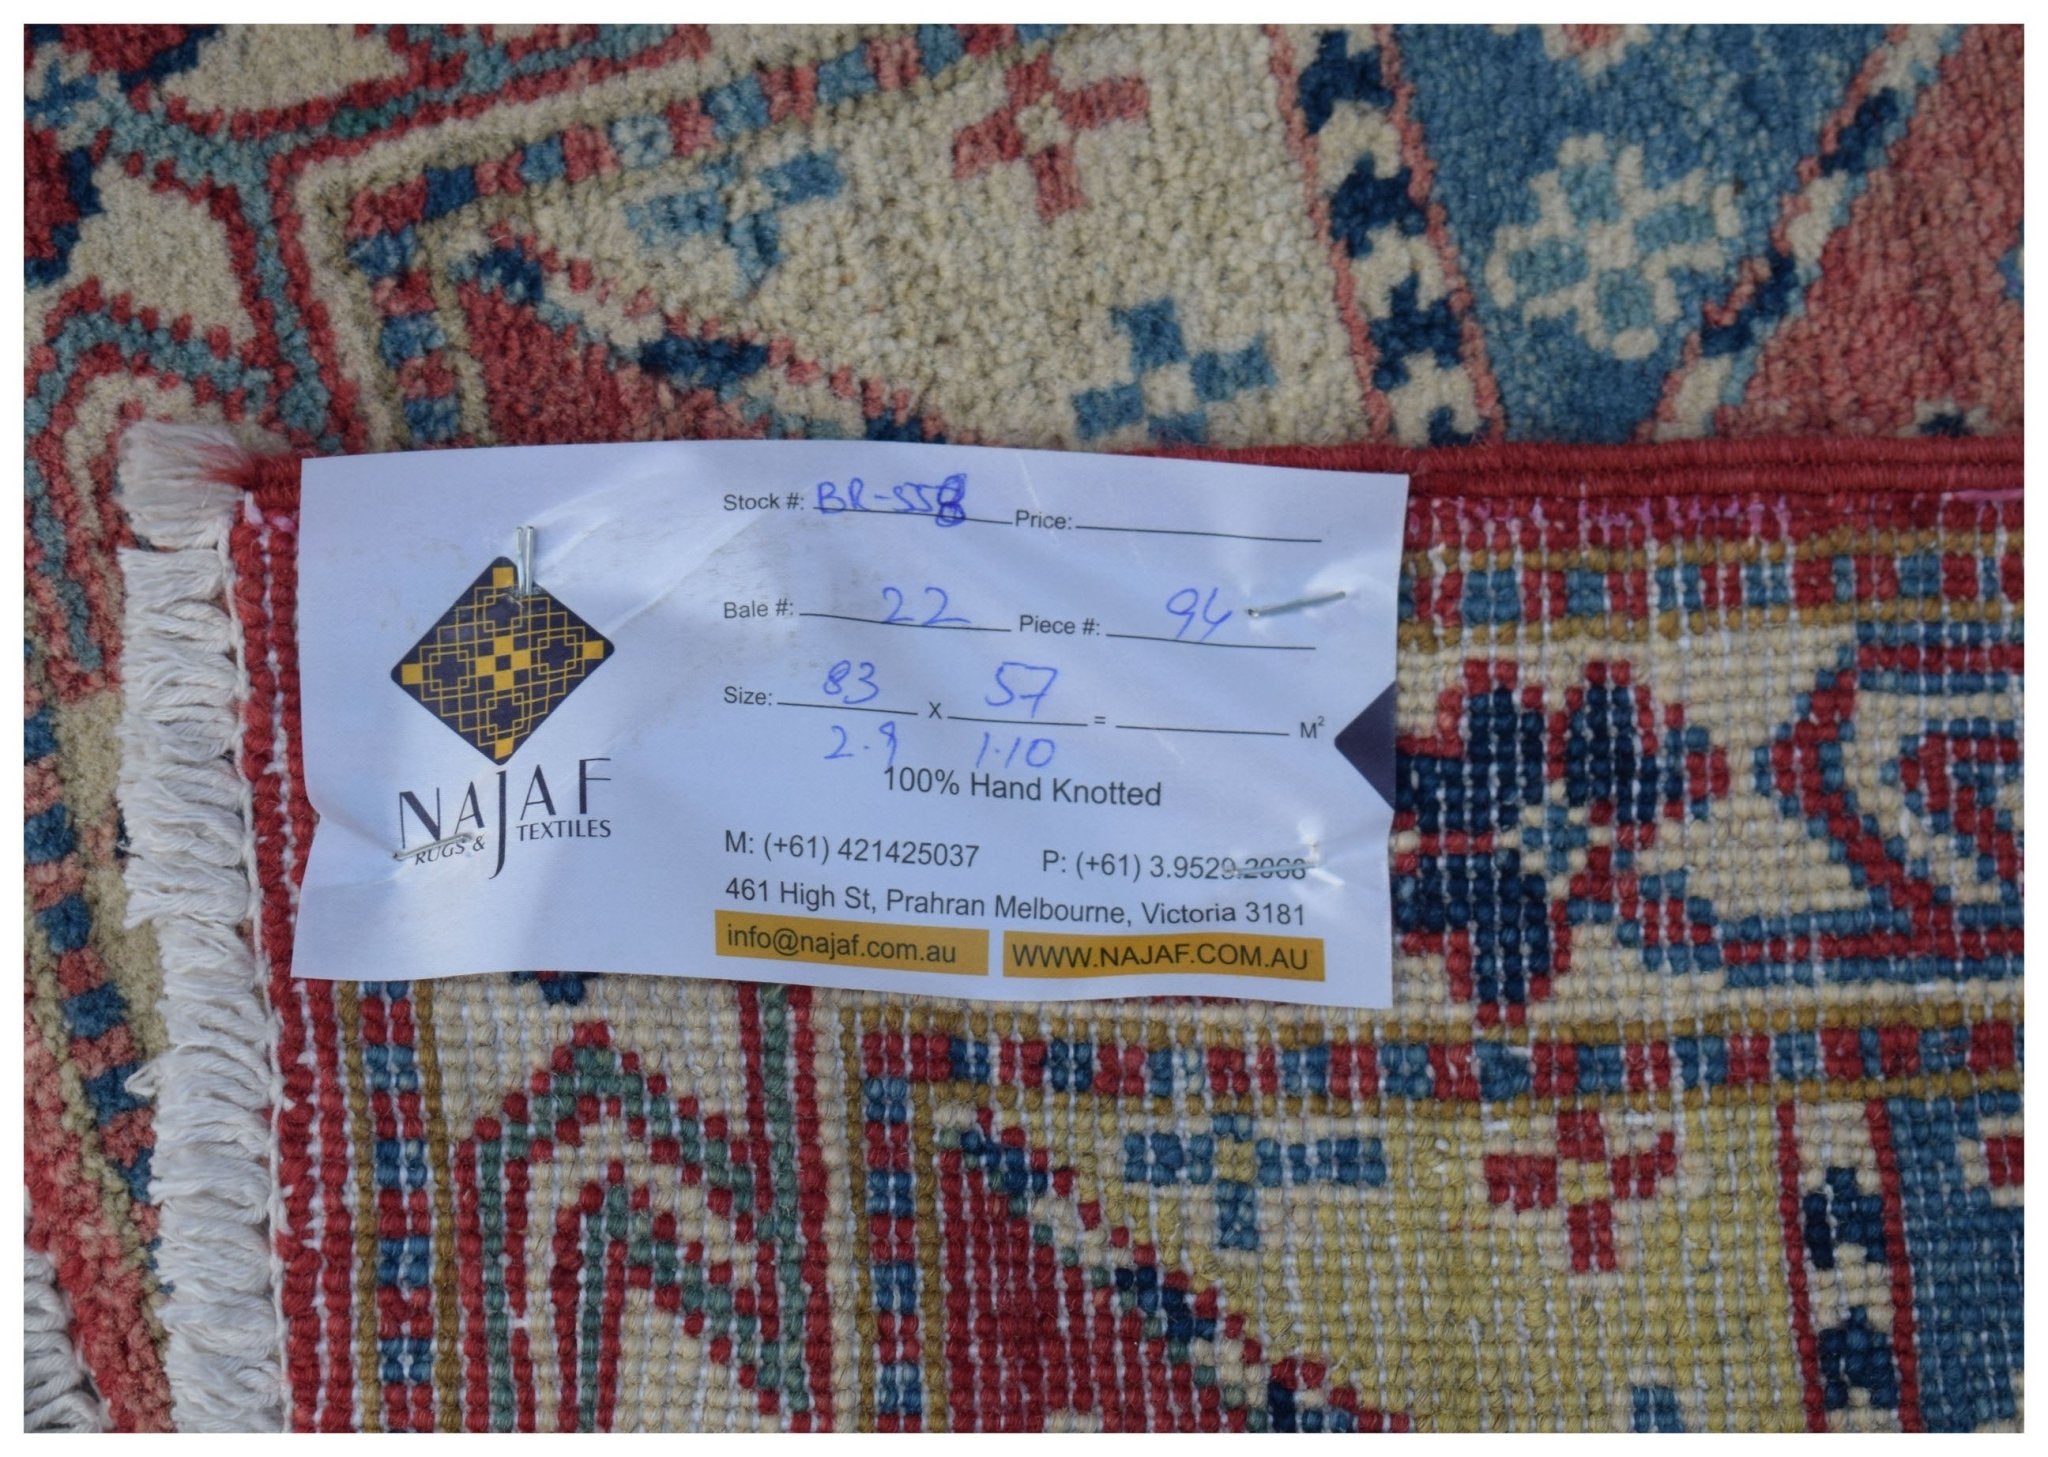 Stock #: BR-558 Price:
Bale #: 22 Piece #: 94
Size: 83 x 57 = M²
2.9 1.10
100% Hand Knotted
NAJAF
RUGS & TEXTILES
M: (+61) 421425037 P: (+61) 3.9529.2066
461 High St, Prahran Melbourne, Victoria 3181
info@najaf.com.au WWW.NAJAF.COM.AU